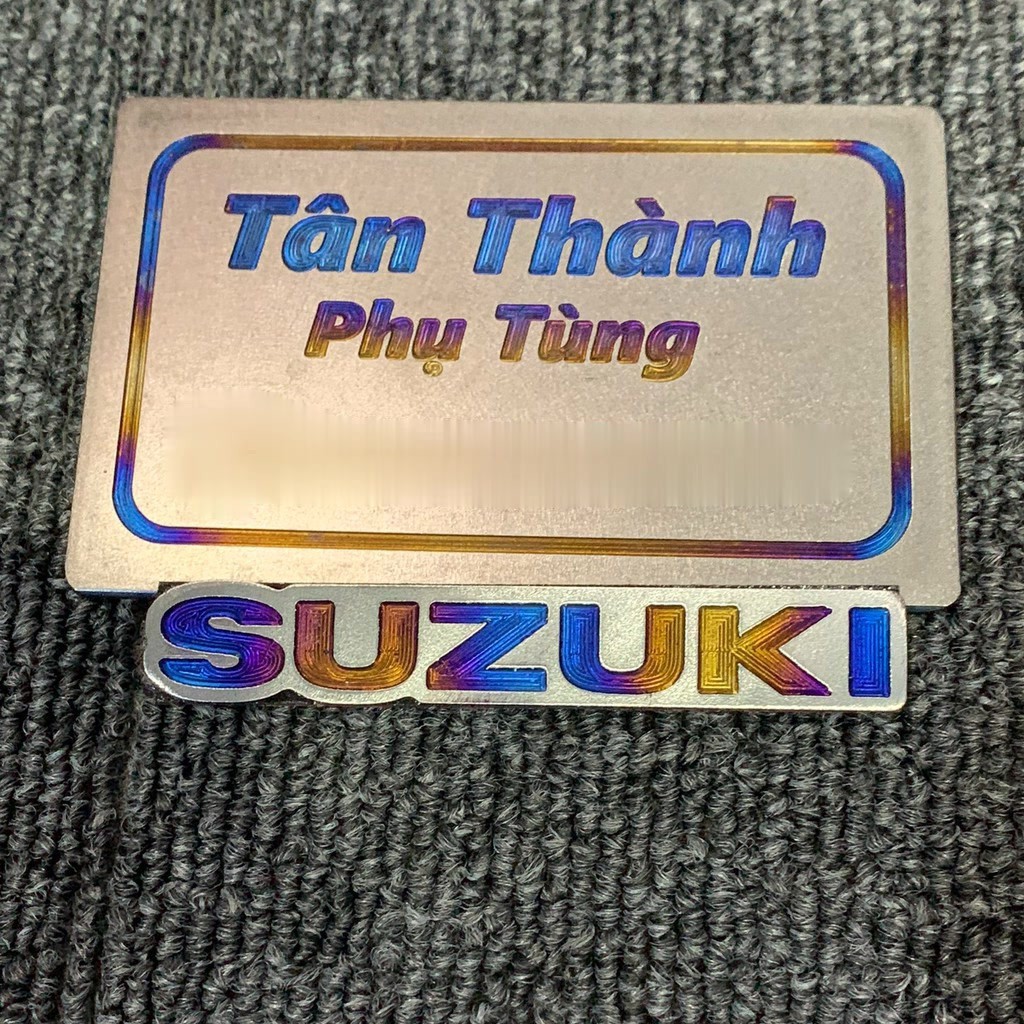 Tân Thành
Phụ Tùng
SUZUKI